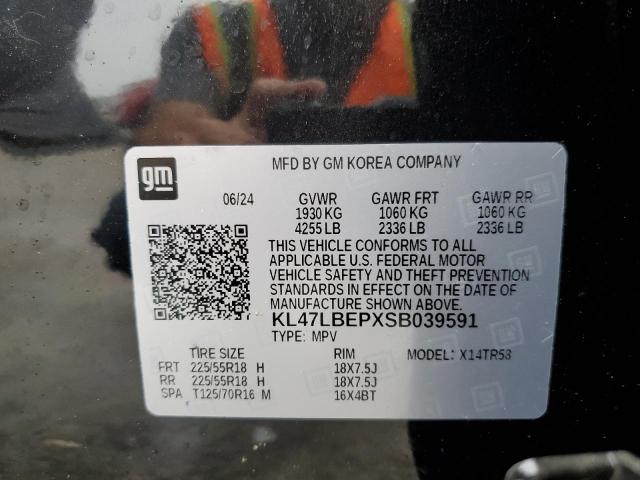 gm
MFD BY GM KOREA COMPANY
06/24 GVWR GAWR FRT GAWR RR
1930 KG 1060 KG 1060 KG
4255 LB 2336 LB 2336 LB
THIS VEHICLE CONFORMS TO ALL
APPLICABLE U.S. FEDERAL MOTOR
VEHICLE SAFETY AND THEFT PREVENTION
STANDARDS IN EFFECT ON THE DATE OF
MANUFACTURE SHOWN ABOVE.
KL47LBEPXSB039591
TYPE: MPV
TIRE SIZE RIM MODEL: X14TR58
FRT 225/55R18 H 18X7.5J
RR 225/55R18 H 18X7.5J
SPA T125/70R16 M 16X4BT